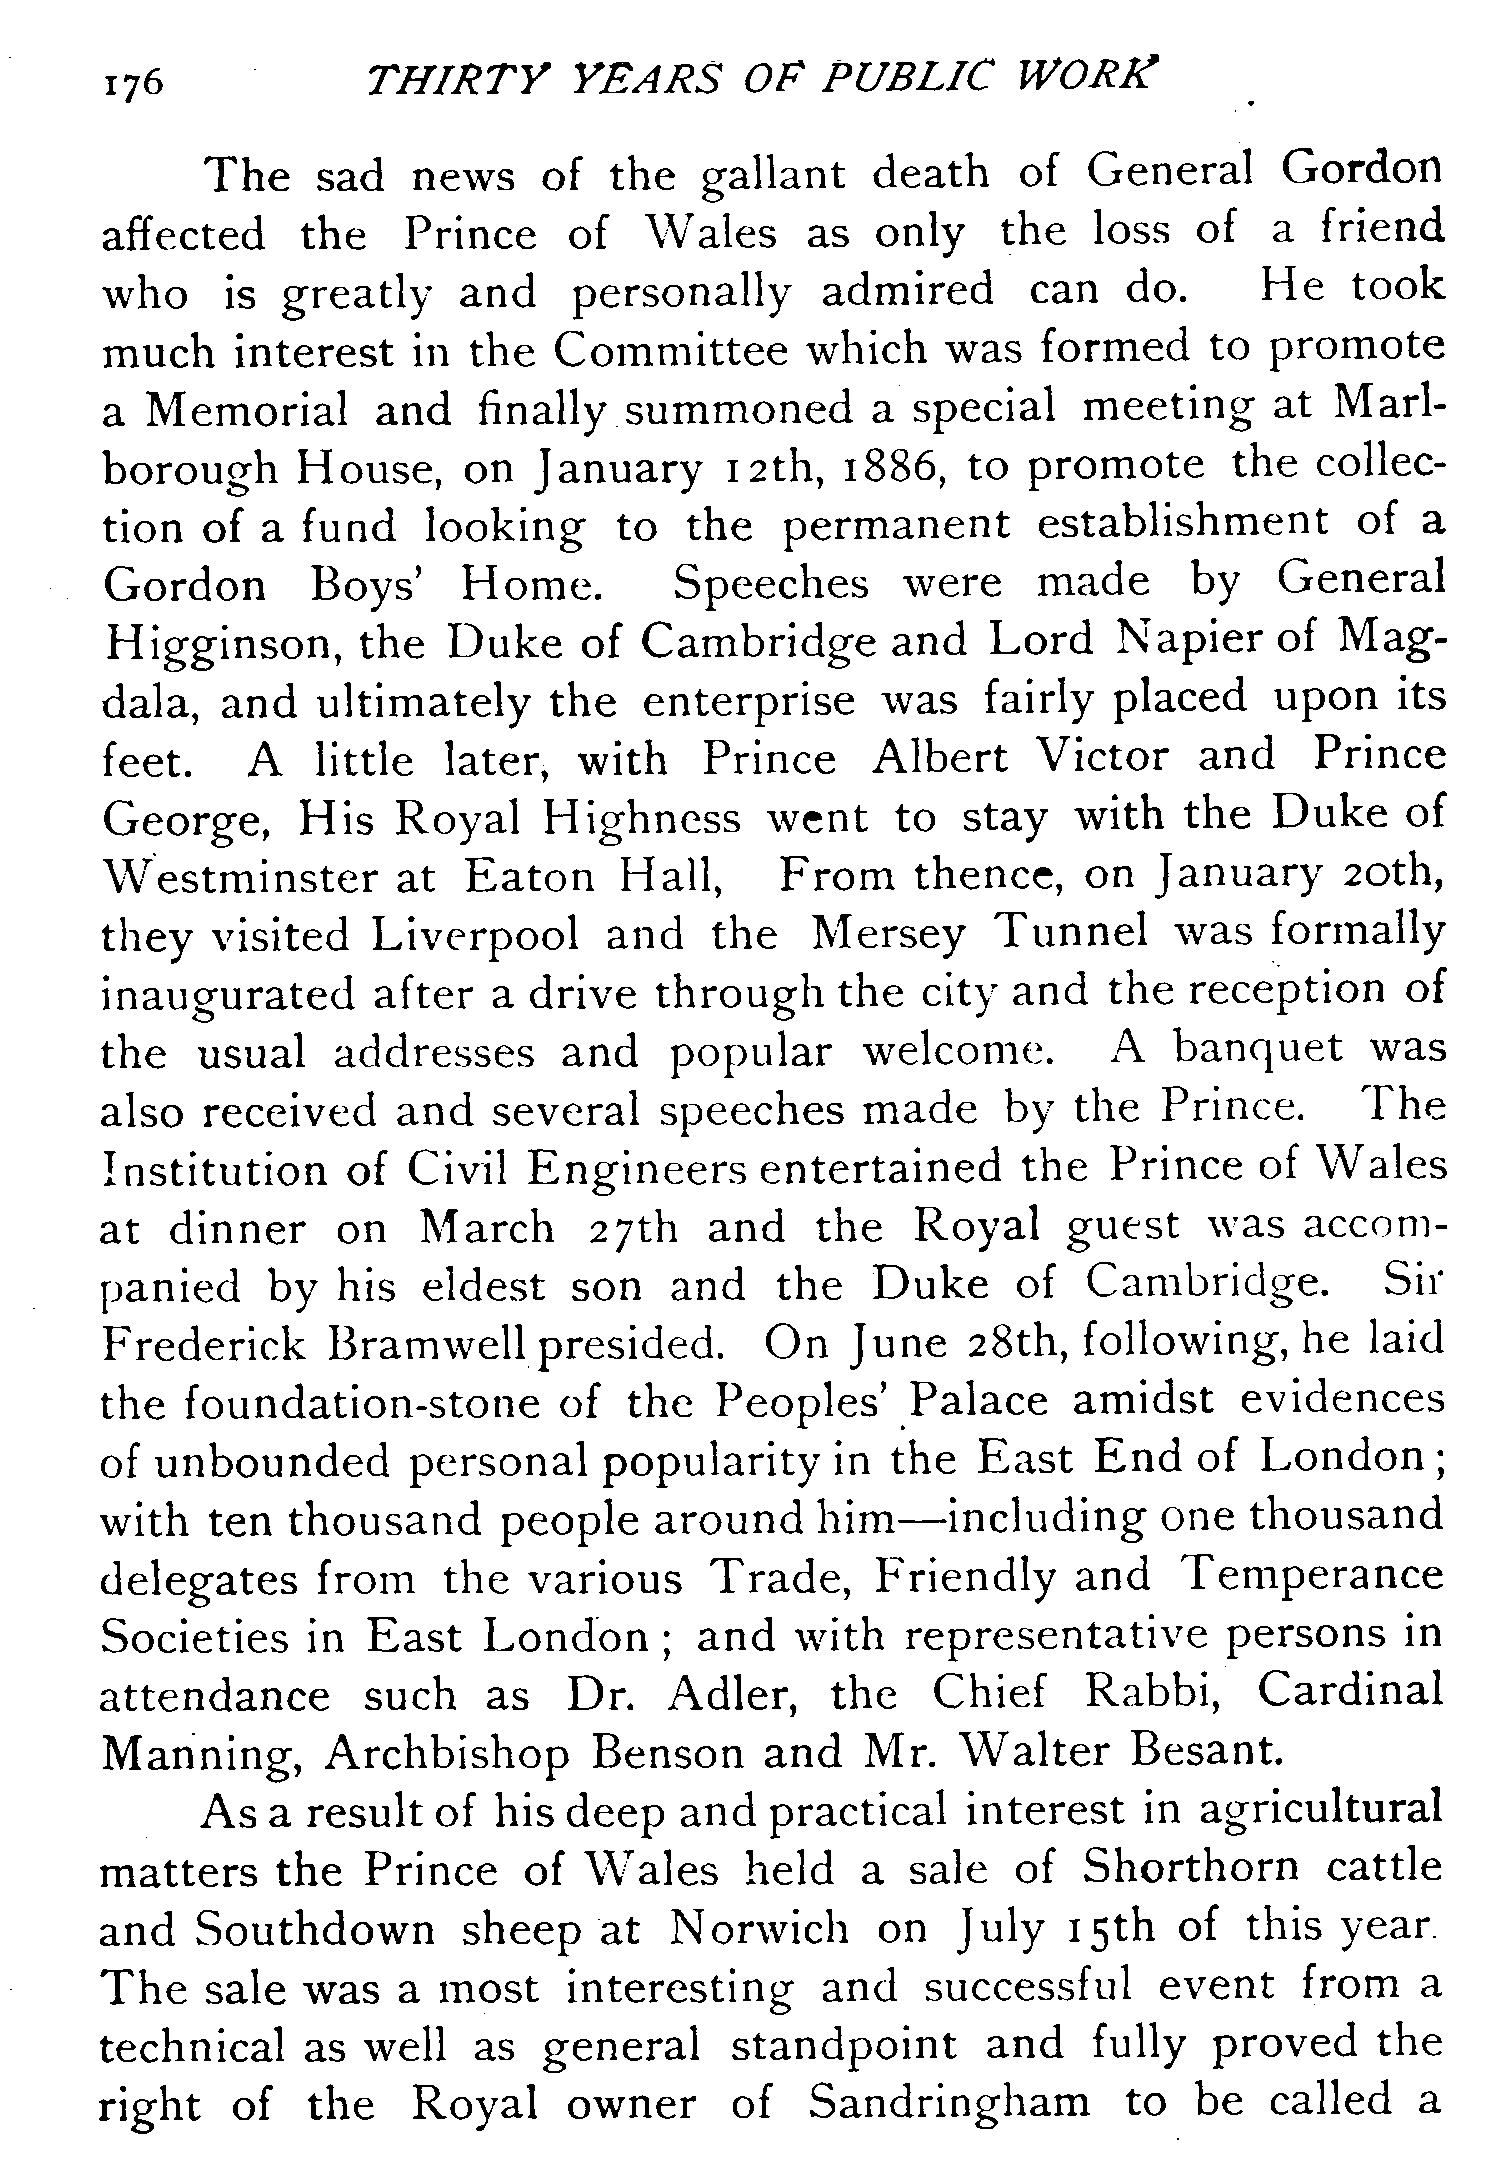 176 THIRTY YEARS OF PUBLIC WORK
The sad news of the gallant death of General Gordon
affected the Prince of Wales as only the loss of a friend
who is greatly and personally admired can do. He took
much interest in the Committee which was formed to promote
a Memorial and finally summoned a special meeting at Marl-
borough House, on January 12th, 1886, to promote the collec-
tion of a fund looking to the permanent establishment of a
Gordon Boys' Home. Speeches were made by General
Higginson, the Duke of Cambridge and Lord Napier of Mag-
dala, and ultimately the enterprise was fairly placed upon its
feet. A little later, with Prince Albert Victor and Prince
George, His Royal Highness went to stay with the Duke of
Westminster at Eaton Hall, From thence, on January 20th,
they visited Liverpool and the Mersey Tunnel was formally
inaugurated after a drive through the city and the reception of
the usual addresses and popular welcome. A banquet was
also received and several speeches made by the Prince. The
Institution of Civil Engineers entertained the Prince of Wales
at dinner on March 27th and the Royal guest was accom-
panied by his eldest son and the Duke of Cambridge. Sir
Frederick Bramwell presided. On June 28th, following, he laid
the foundation-stone of the Peoples' Palace amidst evidences
of unbounded personal popularity in the East End of London;
with ten thousand people around him—including one thousand
delegates from the various Trade, Friendly and Temperance
Societies in East London; and with representative persons in
attendance such as Dr. Adler, the Chief Rabbi, Cardinal
Manning, Archbishop Benson and Mr. Walter Besant.
As a result of his deep and practical interest in agricultural
matters the Prince of Wales held a sale of Shorthorn cattle
and Southdown sheep at Norwich on July 15th of this year.
The sale was a most interesting and successful event from a
technical as well as general standpoint and fully proved the
right of the Royal owner of Sandringham to be called a